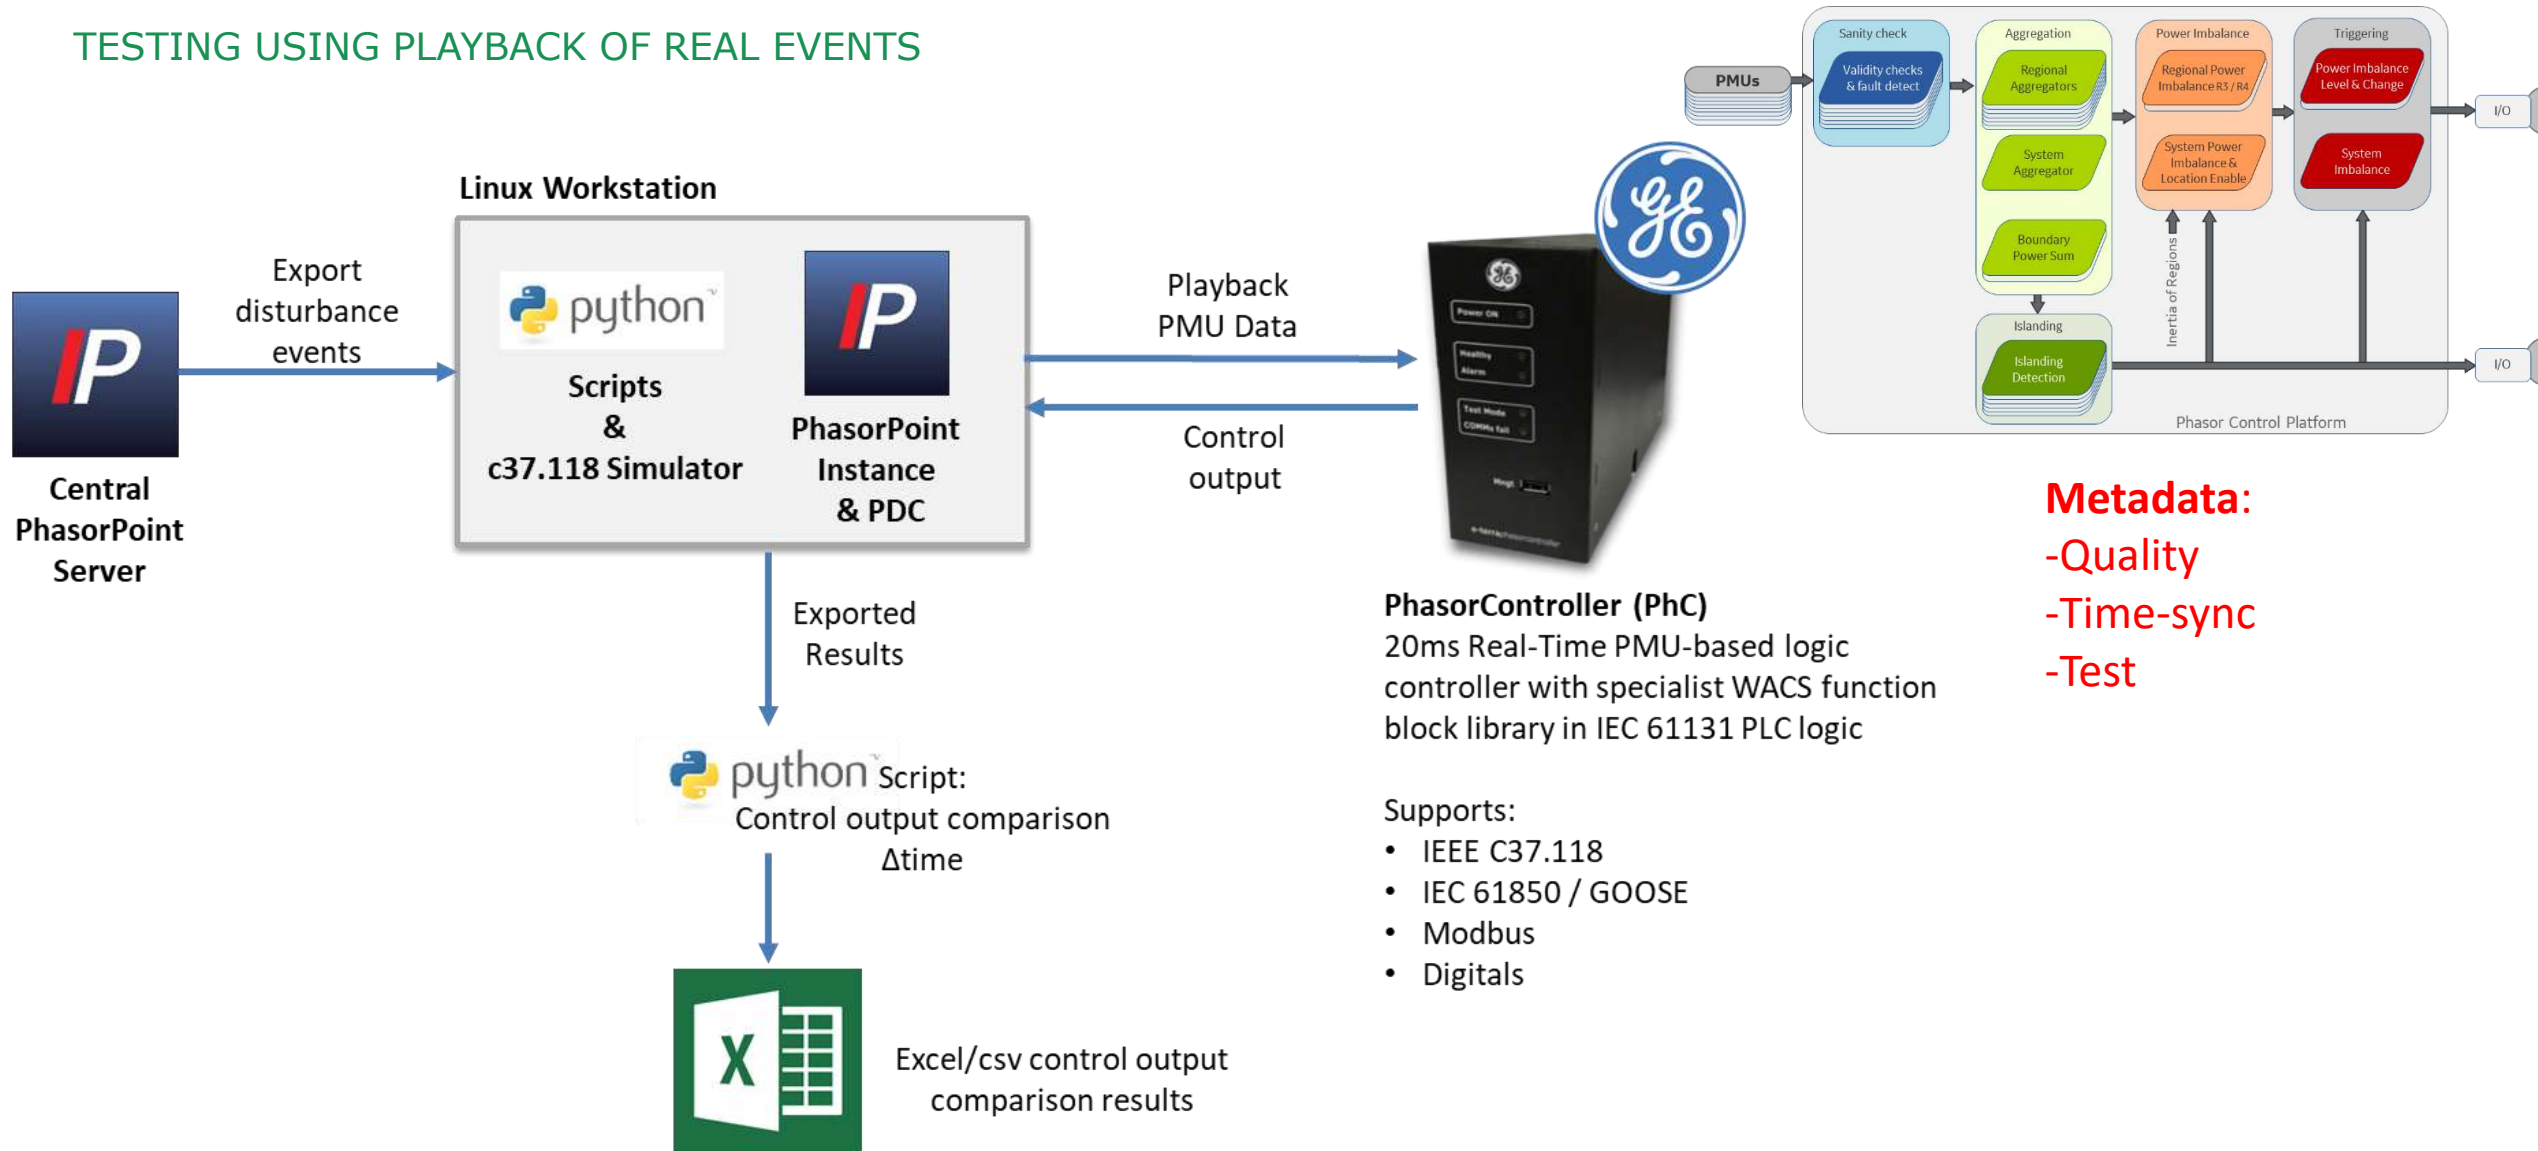 TESTING USING PLAYBACK OF REAL EVENTS
Central
PhasorPoint
Server
Export
disturbance
events
Linux Workstation
python
Scripts
&
c37.118 Simulator
IP
PhasorPoint
Instance
& PDC
IP
Playback
PMU Data
Control
output
Exported
Results
python Script:
Control output comparison
Δtime
X
Excel/csv control output
comparison results
GE
Power ON
Healthy
Alarm
Test Mode
COMMs fail
Mngt
e-terraphasorcontroller
PhasorController (PhC)
20ms Real-Time PMU-based logic
controller with specialist WACS function
block library in IEC 61131 PLC logic
Supports:
• IEEE C37.118
• IEC 61850 / GOOSE
• Modbus
• Digitals
PMUs
Sanity check
Validity checks
& fault detect
Aggregation
Regional
Aggregators
System
Aggregator
Boundary
Power Sum
Islanding
Islanding
Detection
Power Imbalance
Regional Power
Imbalance R3 / R4
System Power
Imbalance &
Location Enable
Inertia of Regions
Triggering
Power Imbalance
Level & Change
System
Imbalance
I/O
I/O
Phasor Control Platform
Metadata:
-Quality
-Time-sync
-Test